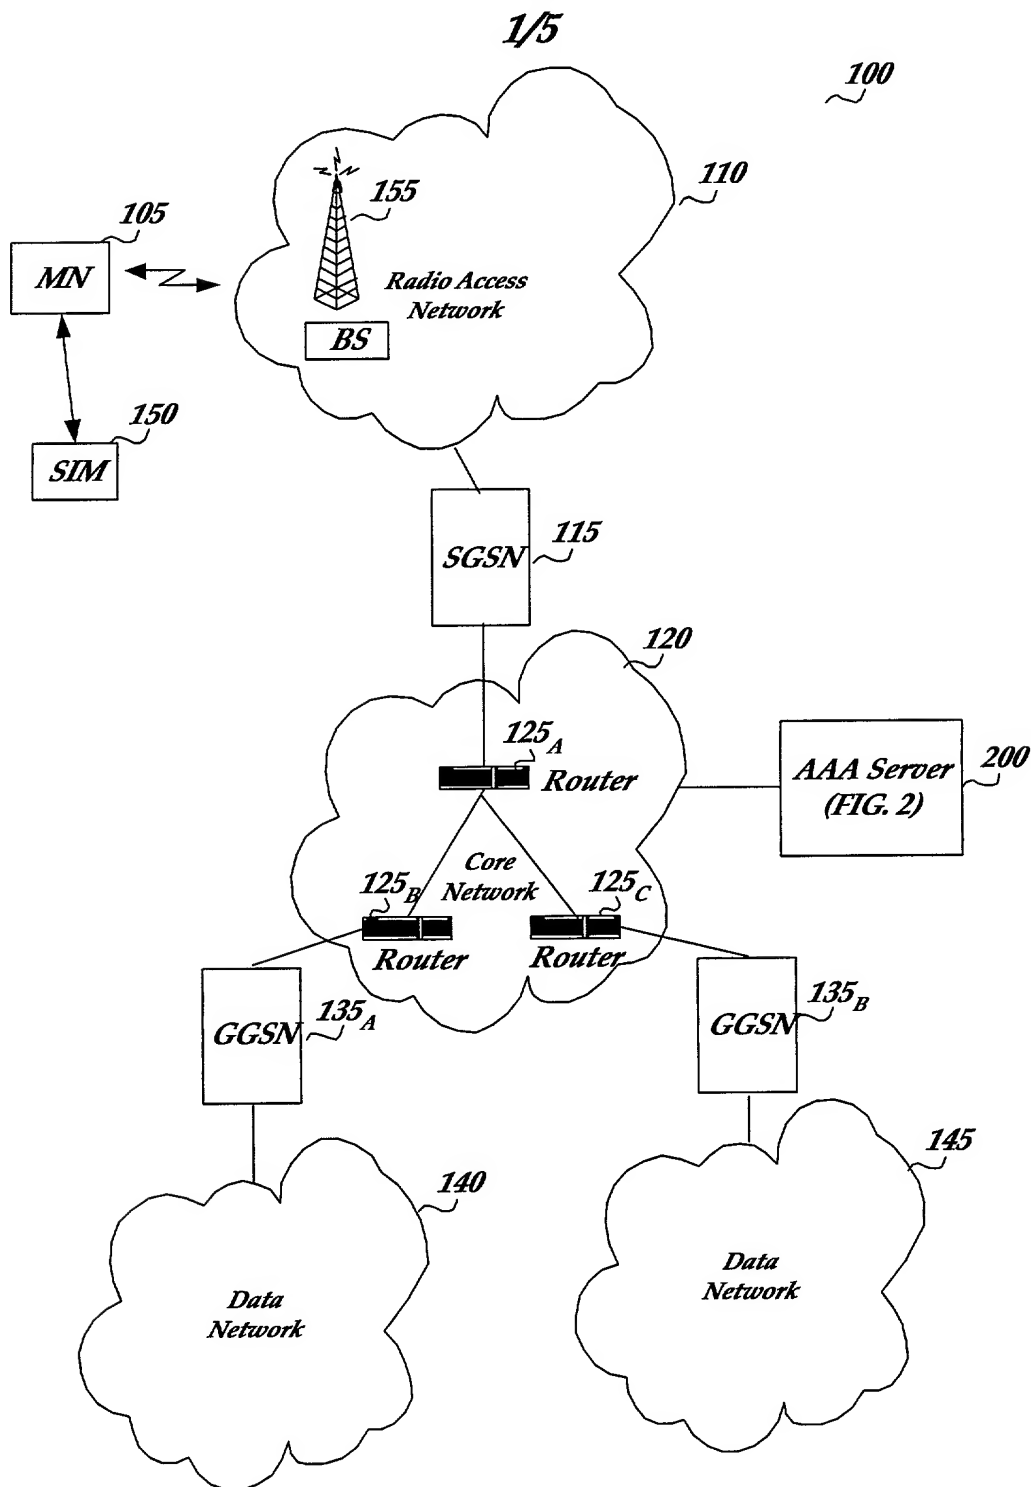 1/5
100
110
155
105
MN
Radio Access
Network
BS
150
SIM
SGSN
115
120
125A
Router
AAA Server
(FIG. 2)
200
Core
Network
125B
125C
Router
Router
GGSN
135A
GGSN
135B
140
145
Data
Network
Data
Network